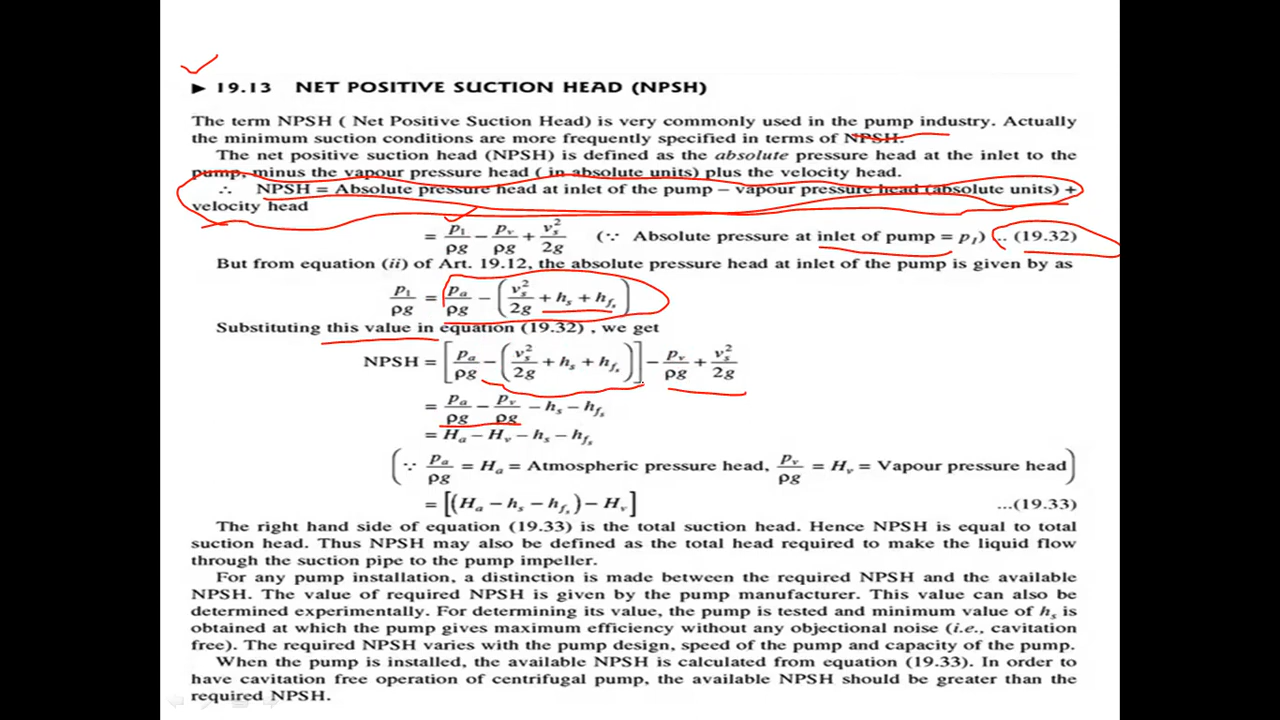 ▶ 19.13 NET POSITIVE SUCTION HEAD (NPSH)
The term NPSH ( Net Positive Suction Head) is very commonly used in the pump industry. Actually
the minimum suction conditions are more frequently specified in terms of NPSH.
The net positive suction head (NPSH) is defined as the absolute pressure head at the inlet to the
pump, minus the vapour pressure head ( in absolute units) plus the velocity head.
∴ NPSH = Absolute pressure head at inlet of the pump – vapour pressure head (absolute units) +
velocity head
= p₁/ρg – pᵥ/ρg + vₛ²/2g (∵ Absolute pressure at inlet of pump = p₁) ... (19.32)
But from equation (ii) of Art. 19.12, the absolute pressure head at inlet of the pump is given by as
p₁/ρg = pₐ/ρg – (vₛ²/2g + hₛ + h_fₛ)
Substituting this value in equation (19.32) , we get
NPSH = [pₐ/ρg – (vₛ²/2g + hₛ + h_fₛ)] – pᵥ/ρg + vₛ²/2g
= pₐ/ρg – pᵥ/ρg – hₛ – h_fₛ
= Hₐ – Hᵥ – hₛ – h_fₛ
(∵ pₐ/ρg = Hₐ = Atmospheric pressure head, pᵥ/ρg = Hᵥ = Vapour pressure head)
= [(Hₐ – hₛ – h_fₛ) – Hᵥ] ...(19.33)
The right hand side of equation (19.33) is the total suction head. Hence NPSH is equal to total
suction head. Thus NPSH may also be defined as the total head required to make the liquid flow
through the suction pipe to the pump impeller.
For any pump installation, a distinction is made between the required NPSH and the available
NPSH. The value of required NPSH is given by the pump manufacturer. This value can also be
determined experimentally. For determining its value, the pump is tested and minimum value of hₛ is
obtained at which the pump gives maximum efficiency without any objectional noise (i.e., cavitation
free). The required NPSH varies with the pump design, speed of the pump and capacity of the pump.
When the pump is installed, the available NPSH is calculated from equation (19.33). In order to
have cavitation free operation of centrifugal pump, the available NPSH should be greater than the
required NPSH.